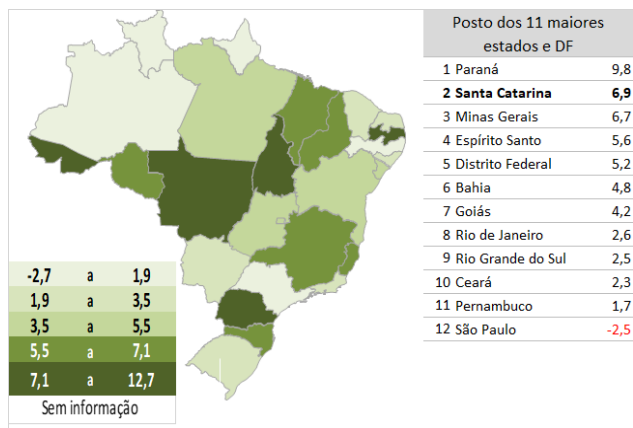 Posto dos 11 maiores
estados e DF
1 Paraná 9,8
2 Santa Catarina 6,9
3 Minas Gerais 6,7
4 Espírito Santo 5,6
5 Distrito Federal 5,2
6 Bahia 4,8
7 Goiás 4,2
8 Rio de Janeiro 2,6
9 Rio Grande do Sul 2,5
10 Ceará 2,3
11 Pernambuco 1,7
12 São Paulo -2,5
-2,7 a 1,9
1,9 a 3,5
3,5 a 5,5
5,5 a 7,1
7,1 a 12,7
Sem informação